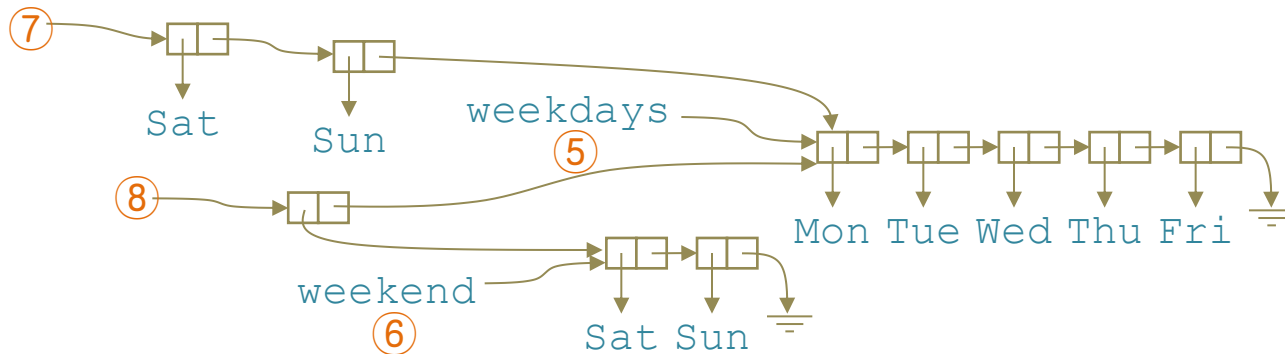 ⑦
Sat
Sun
weekdays
⑤
⑧
Mon Tue Wed Thu Fri
weekend
⑥
Sat Sun